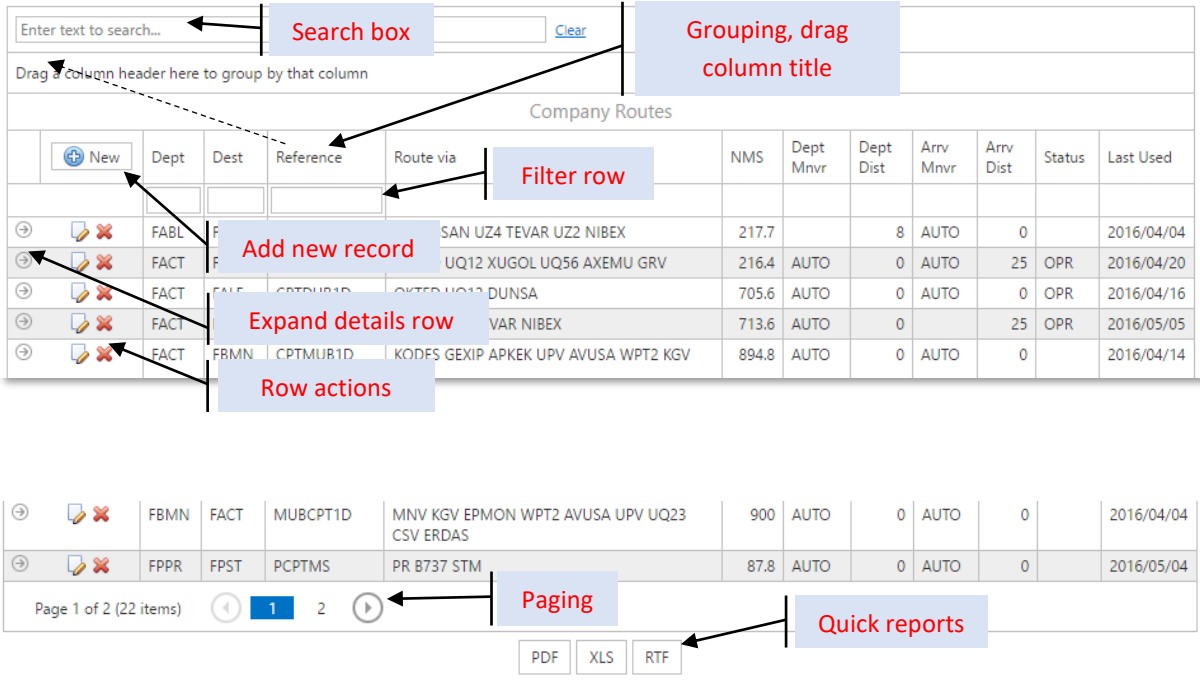 Enter text to search... Search box Clear Grouping, drag
column title
Drag a column header here to group by that column
Company Routes
New Dept Dest Reference Route via NMS Dept Mnvr Dept Dist Arrv Mnvr Arrv Dist Status Last Used
Filter row
FABL SAN UZ4 TEVAR UZ2 NIBEX 217.7 8 AUTO 0 2016/04/04
Add new record
FACT UQ12 XUGOL UQ56 AXEMU GRV 216.4 AUTO 0 AUTO 25 OPR 2016/04/20
FACT DUNSA 705.6 AUTO 0 AUTO 0 OPR 2016/04/16
Expand details row
FACT VAR NIBEX 713.6 AUTO 0 25 OPR 2016/05/05
FACT FBMN CPTMUB1D KODES GEXIP APKEK UPV AVUSA WPT2 KGV 894.8 AUTO 0 AUTO 0 2016/04/14
Row actions
FBMN FACT MUBCPT1D MNV KGV EPMON WPT2 AVUSA UPV UQ23 900 AUTO 0 AUTO 0 2016/04/04
CSV ERDAS
FPPR FPST PCPTMS PR B737 STM 87.8 AUTO 0 AUTO 0 2016/05/04
Page 1 of 2 (22 items) 1 2 Paging
Quick reports
PDF XLS RTF